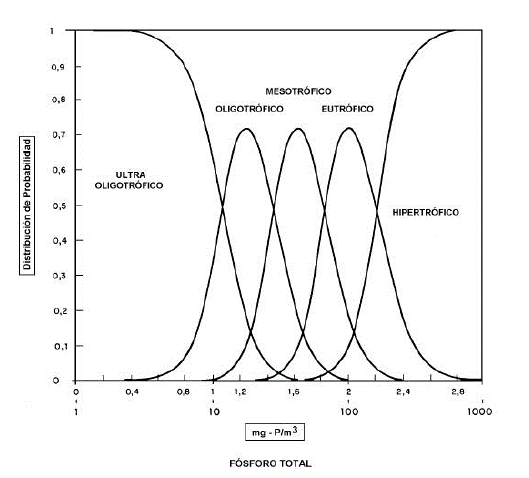 1
0,9
MESOTRÓFICO
0,8
OLIGOTRÓFICO EUTRÓFICO
0,7
0,6
ULTRA
OLIGOTRÓFICO
0,5
HIPERTRÓFICO
0,4
0,3
0,2
0,1
0
Distribución de Probabilidad
0 0,4 0,8 1 1,2 1,6 2 2,4 2,8
1 10 100 1000
mg - P/m³
FÓSFORO TOTAL